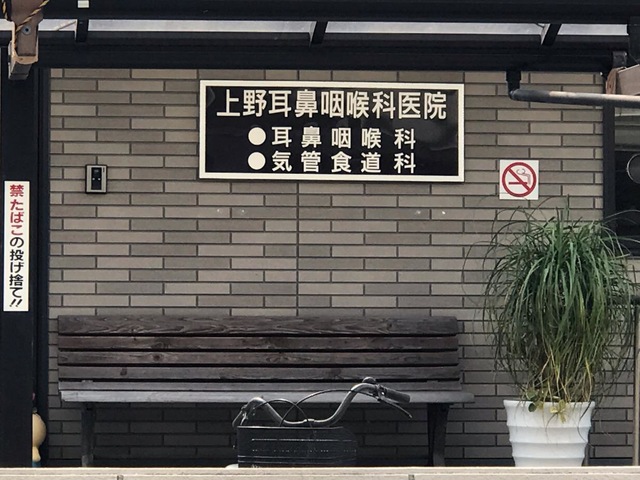 上野耳鼻咽喉科医院
●耳鼻咽喉科
●気管食道科
禁たばこの投げ捨て!!